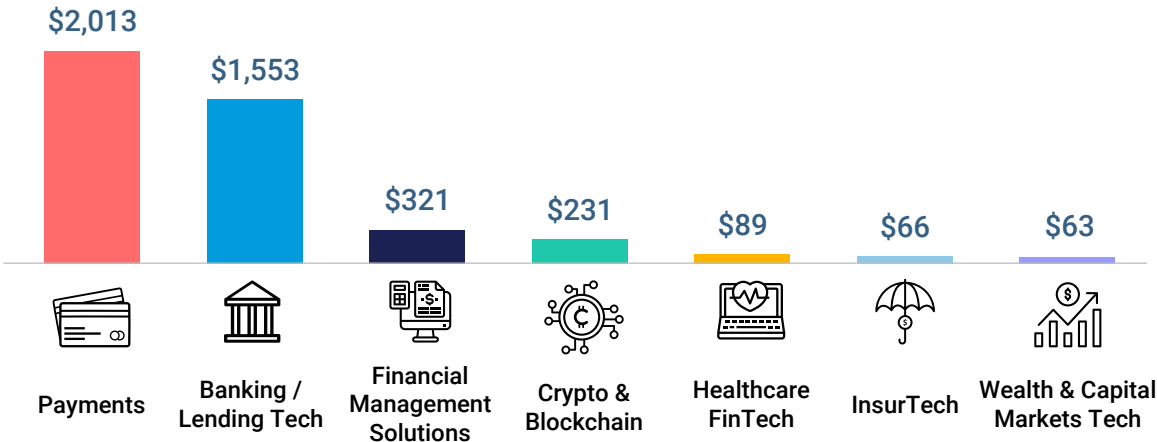 $2,013
$1,553
$321
$231
$89
$66
$63
$
₵
$
$
Payments
Banking /
Lending Tech
Financial
Management
Solutions
Crypto &
Blockchain
Healthcare
FinTech
InsurTech
Wealth & Capital
Markets Tech